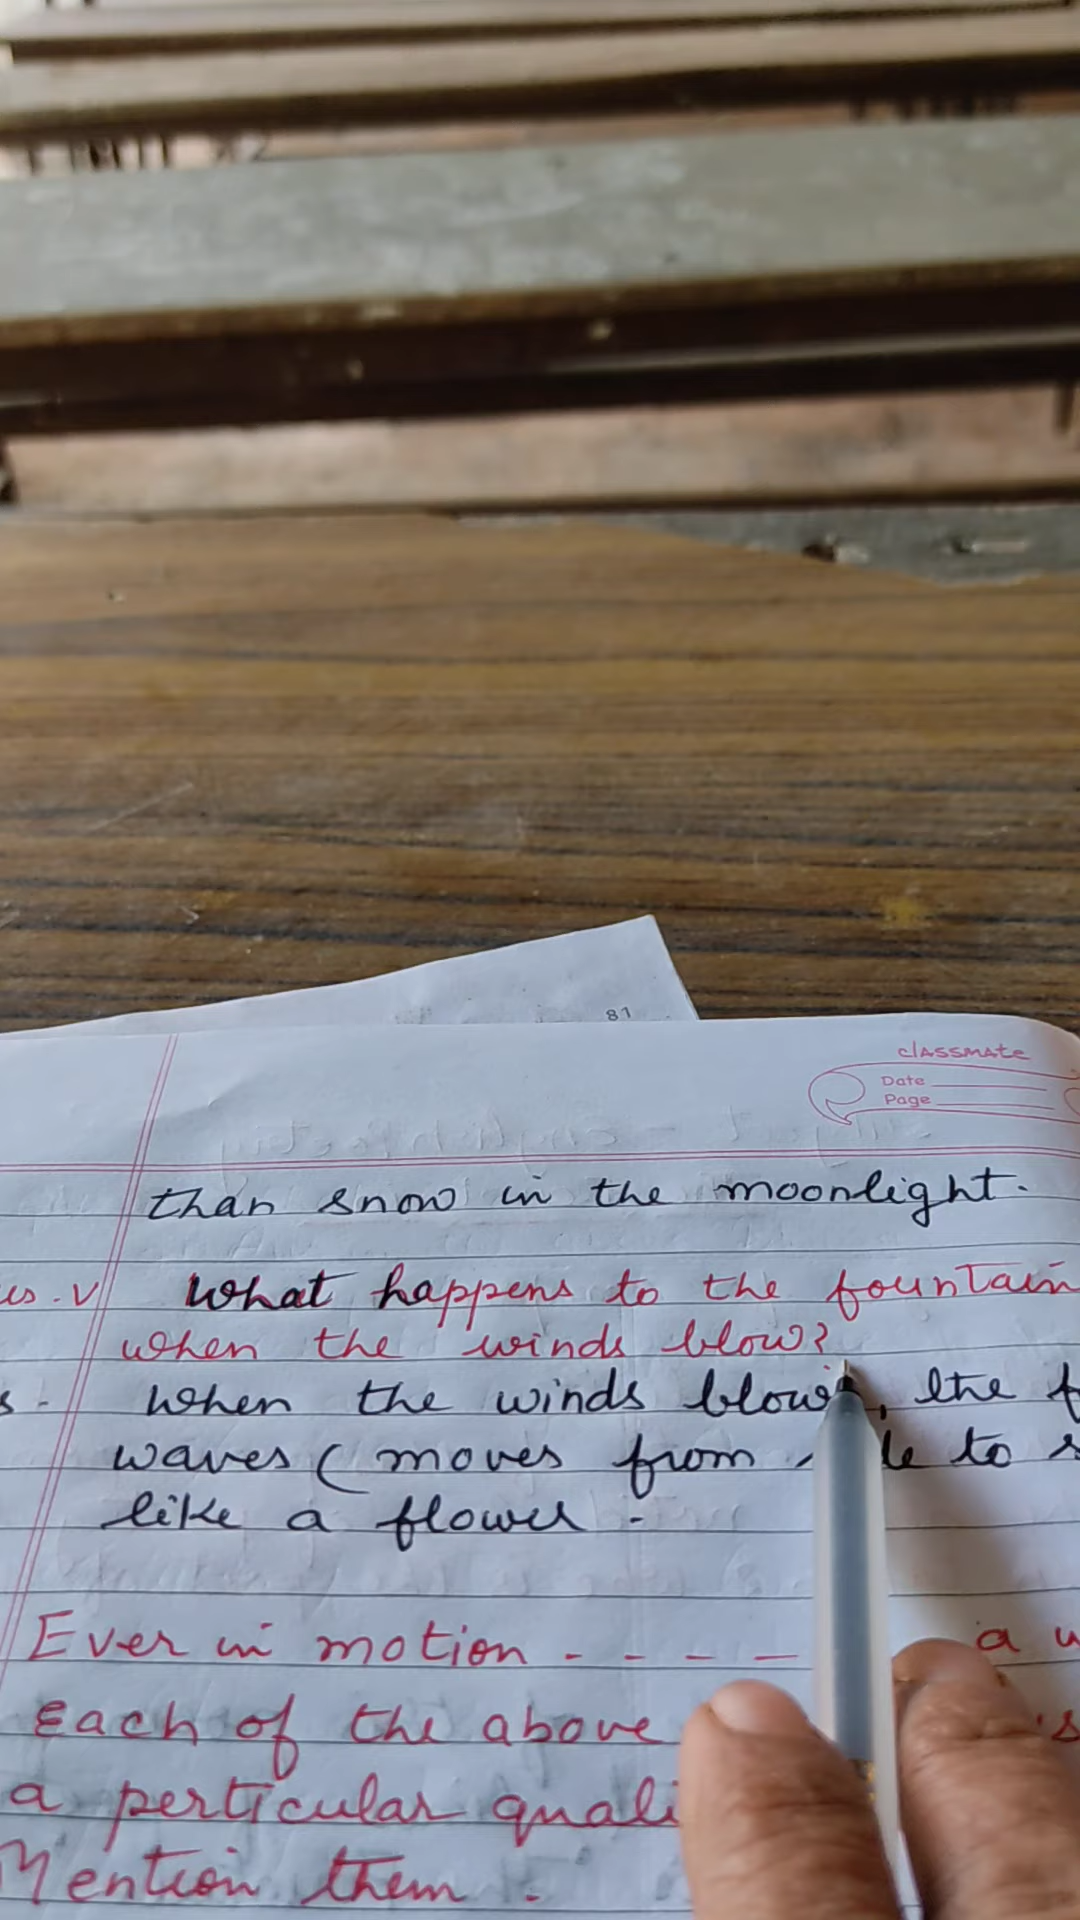 81
classmate
Date
Page
than snow in the moonlight.
v What happens to the fountain
when the winds blow?
When the winds blow, the
waves ( moves from to
like a flower.
Ever in motion - - - - a
Each of the above
a perticular
Mention them.